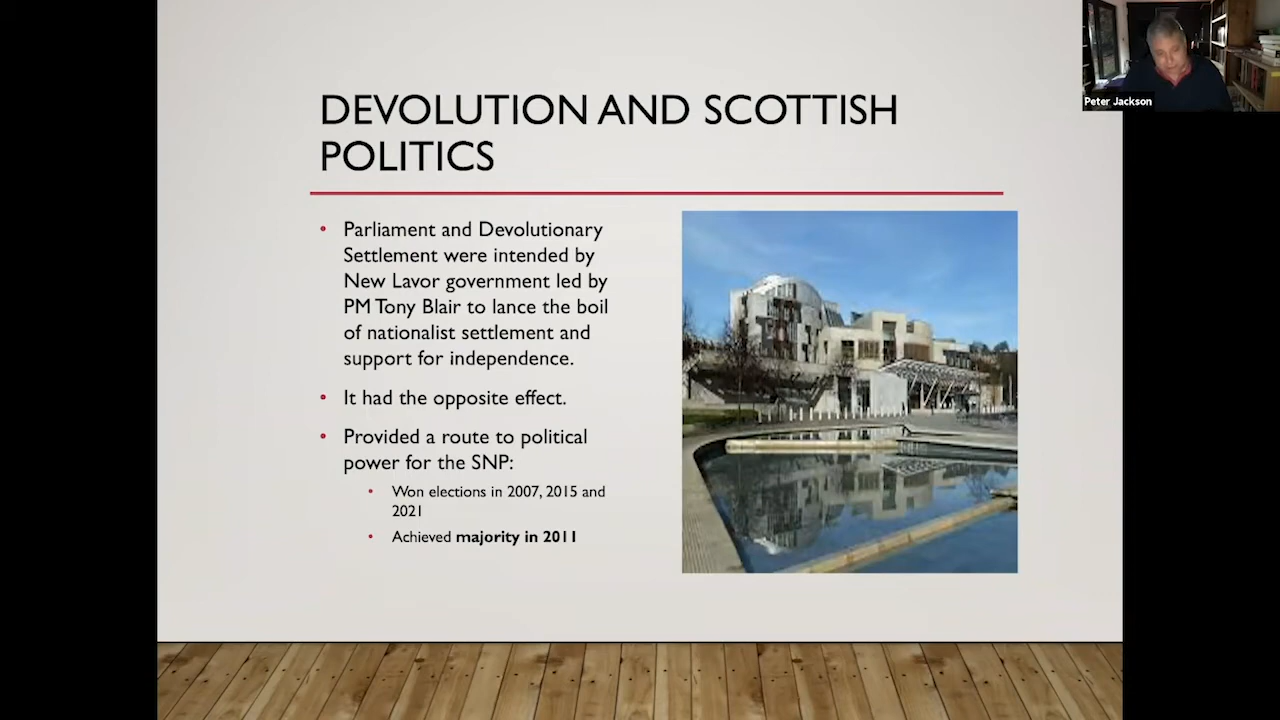 DEVOLUTION AND SCOTTISH
POLITICS
• Parliament and Devolutionary
Settlement were intended by
New Lavor government led by
PM Tony Blair to lance the boil
of nationalist settlement and
support for independence.
• It had the opposite effect.
• Provided a route to political
power for the SNP:
• Won elections in 2007, 2015 and
2021
• Achieved majority in 2011
Peter Jackson